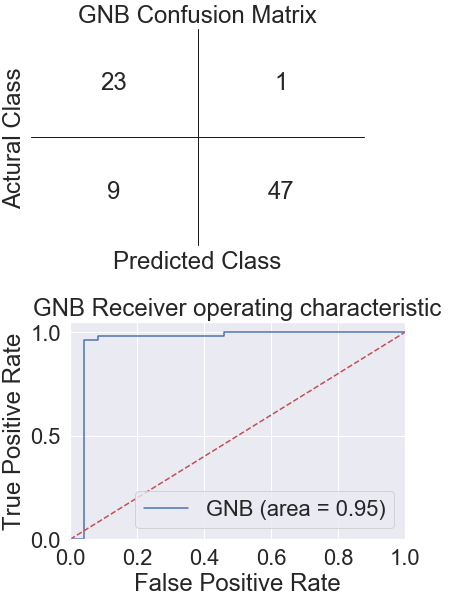 GNB Confusion Matrix
Actural Class
23 1
9 47
Predicted Class
GNB Receiver operating characteristic
True Positive Rate
1.0
0.5
0.0
GNB (area = 0.95)
0.0 0.2 0.4 0.6 0.8 1.0
False Positive Rate